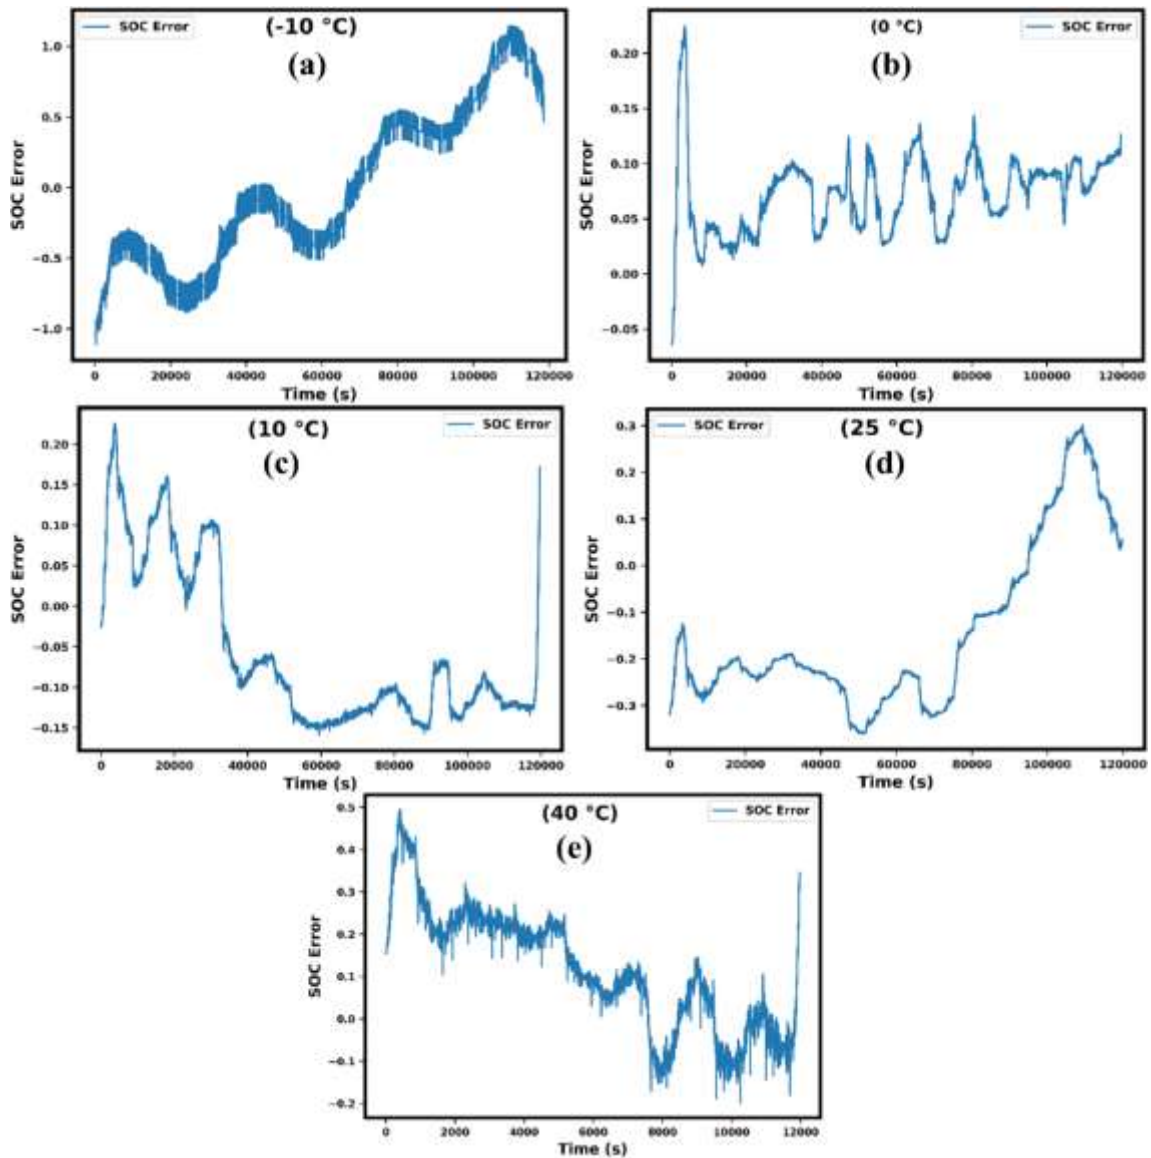 SOC Error
(-10 °C)
(a)
1.0
0.5
0.0
−0.5
−1.0
SOC Error
0
20000
40000
60000
80000
100000
120000
Time (s)
(0 °C)
SOC Error
(b)
0.20
0.15
0.10
0.05
0.00
−0.05
SOC Error
0
20000
40000
60000
80000
100000
120000
Time (s)
(10 °C)
SOC Error
(c)
0.20
0.15
0.10
0.05
0.00
−0.05
−0.10
−0.15
SOC Error
0
20000
40000
60000
80000
100000
120000
Time (s)
SOC Error
(25 °C)
(d)
0.3
0.2
0.1
0.0
−0.1
−0.2
−0.3
SOC Error
0
20000
40000
60000
80000
100000
120000
Time (s)
(40 °C)
SOC Error
(e)
0.5
0.4
0.3
0.2
0.1
0.0
−0.1
−0.2
SOC Error
0
2000
4000
6000
8000
10000
12000
Time (s)